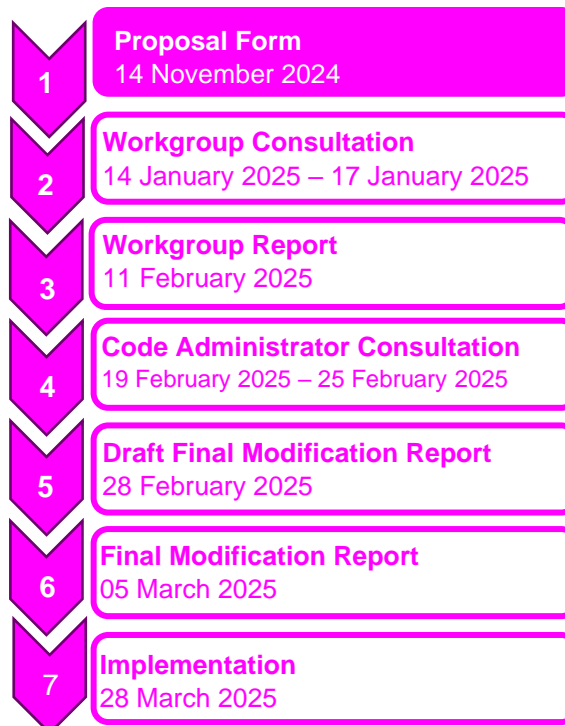 1
Proposal Form
14 November 2024
2
Workgroup Consultation
14 January 2025 – 17 January 2025
3
Workgroup Report
11 February 2025
4
Code Administrator Consultation
19 February 2025 – 25 February 2025
5
Draft Final Modification Report
28 February 2025
6
Final Modification Report
05 March 2025
7
Implementation
28 March 2025